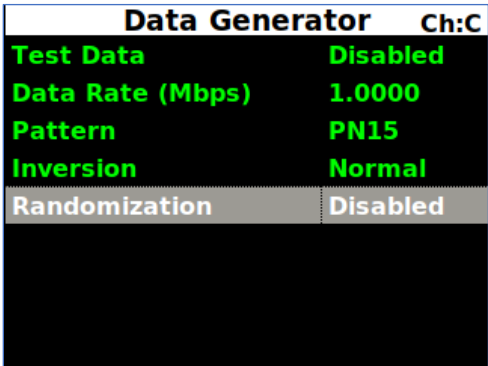 Data Generator Ch:C
Test Data Disabled
Data Rate (Mbps) 1.0000
Pattern PN15
Inversion Normal
Randomization Disabled